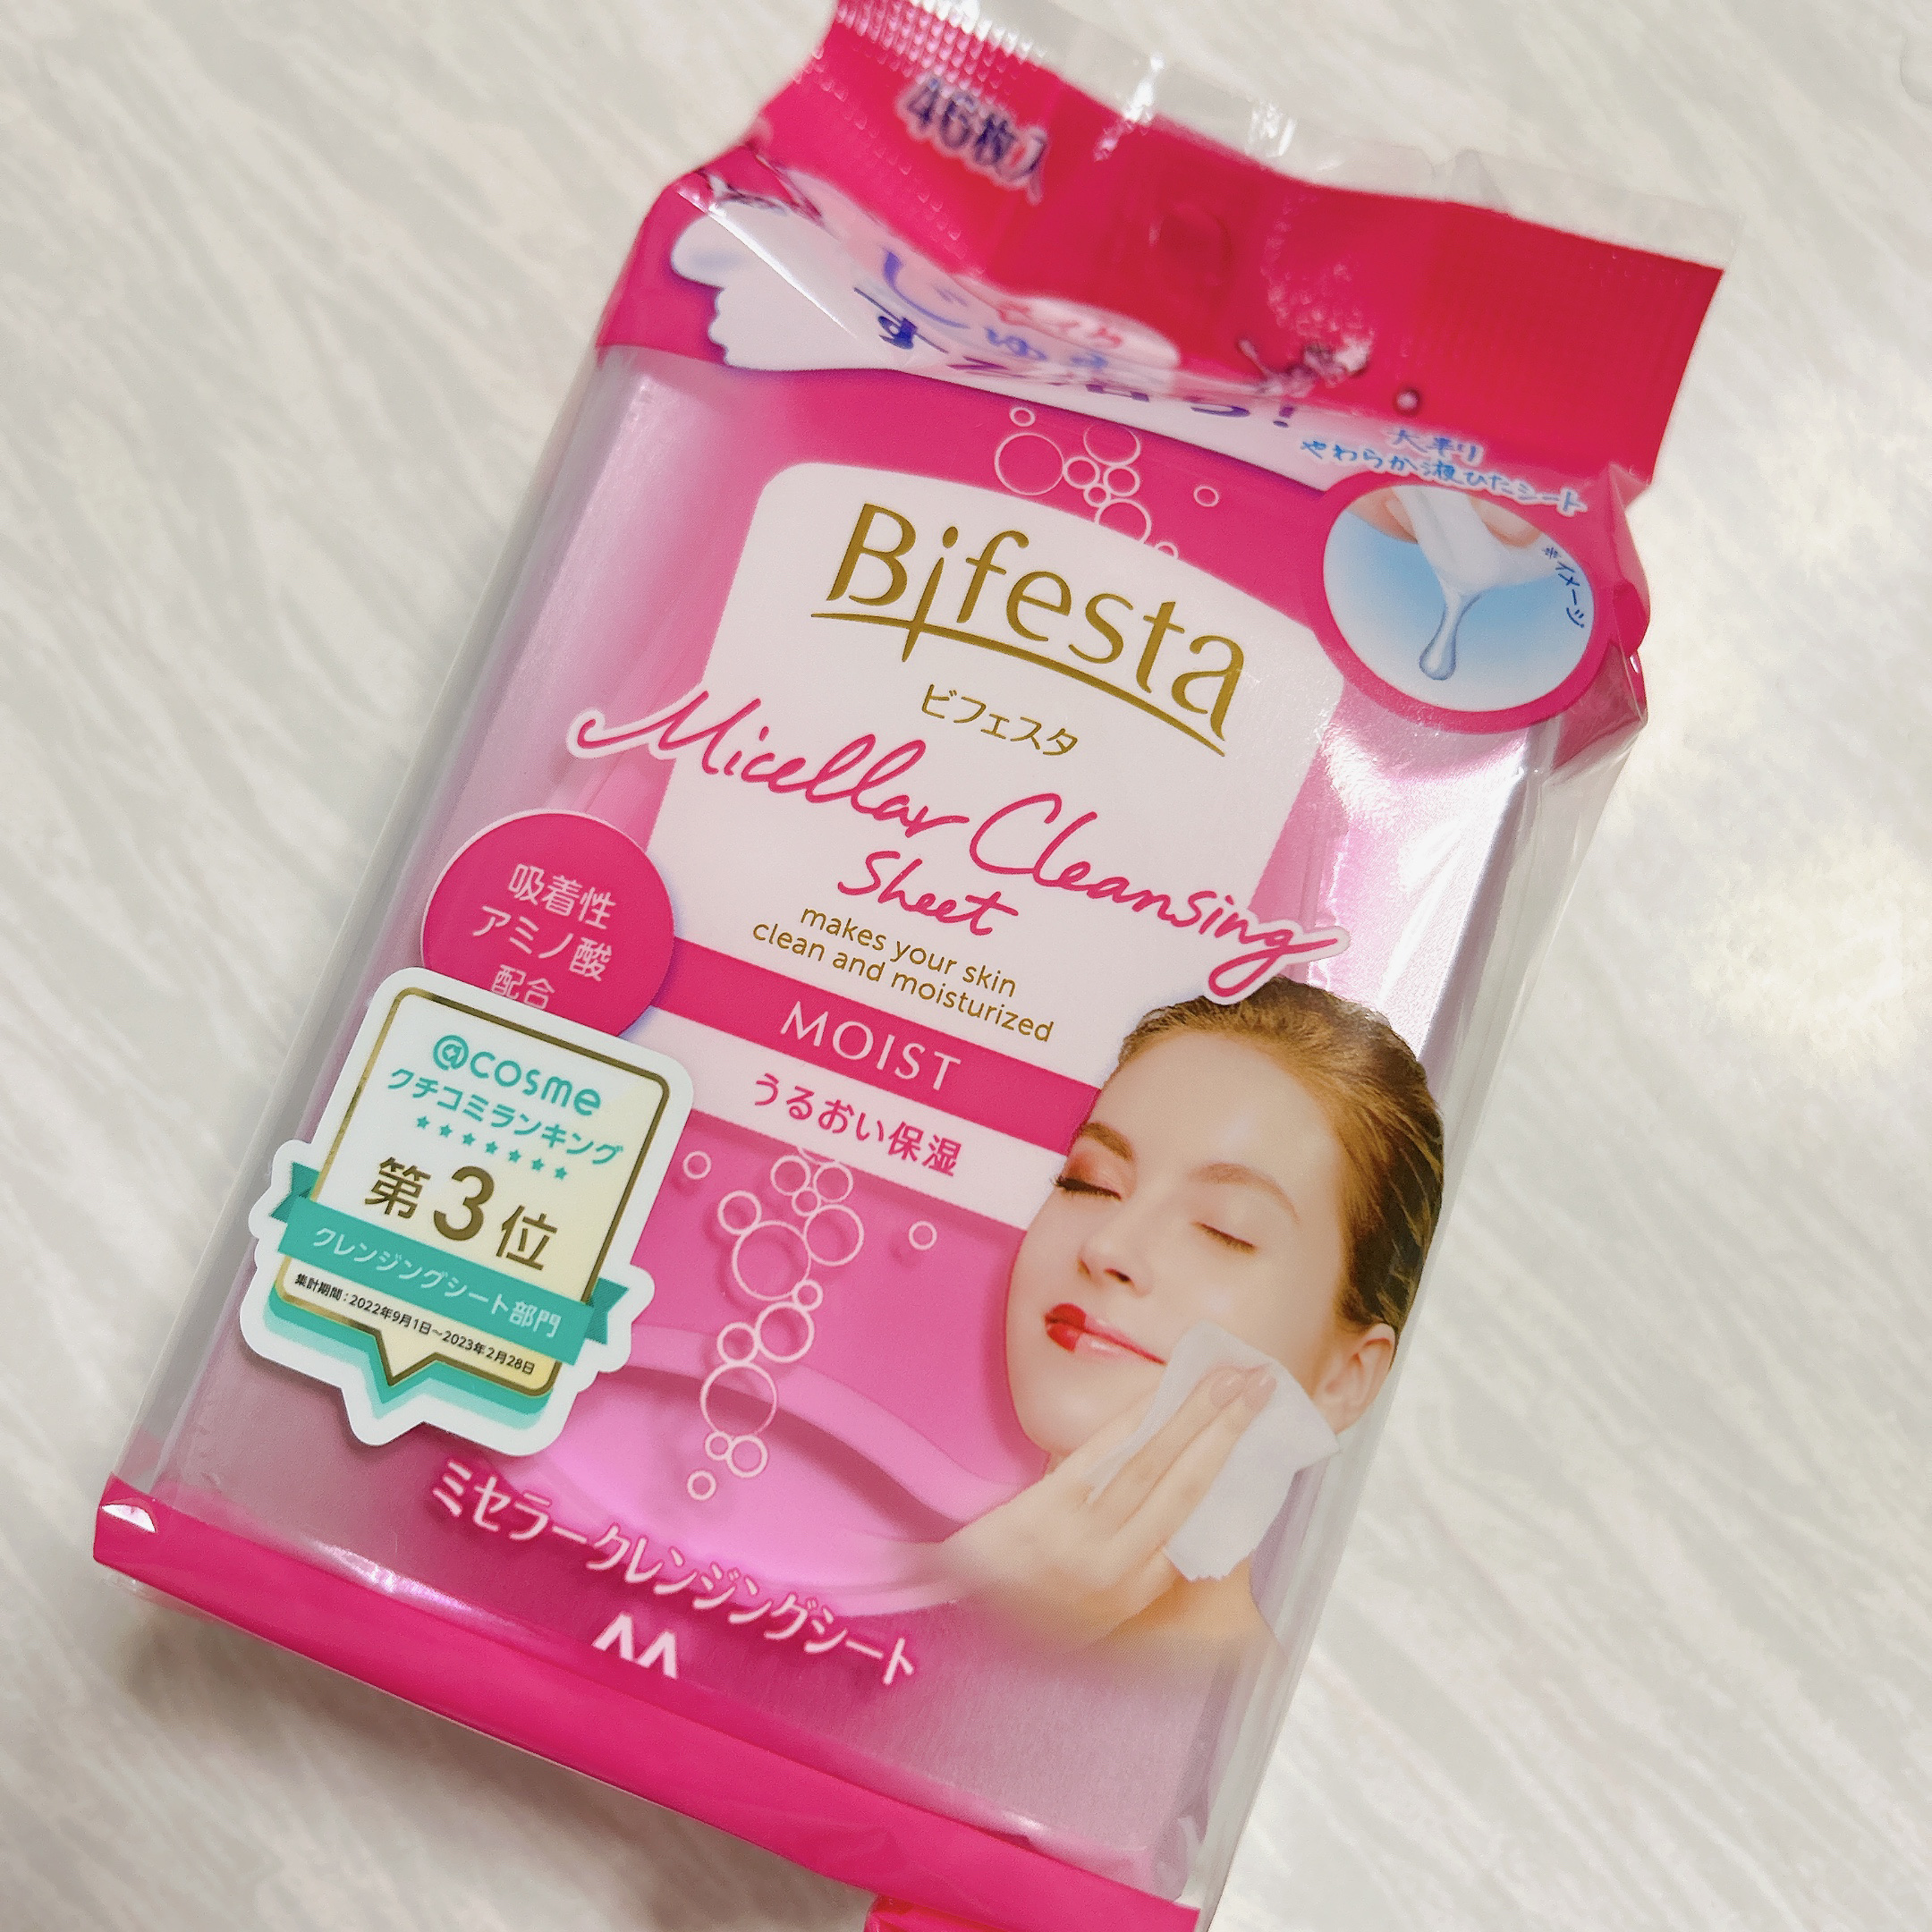 46枚入
大判
やわらか液ひたシート
※イメージ
Bifesta
ビフェスタ
Micellar Cleansing
Sheet
makes your skin
clean and moisturized
吸着性
アミノ酸
配合
MOIST
うるおい保湿
@cosme
クチコミランキング
第3位
クレンジングシート部門
集計期間:2022年9月1日~2023年2月28日
ミセラークレンジングシート